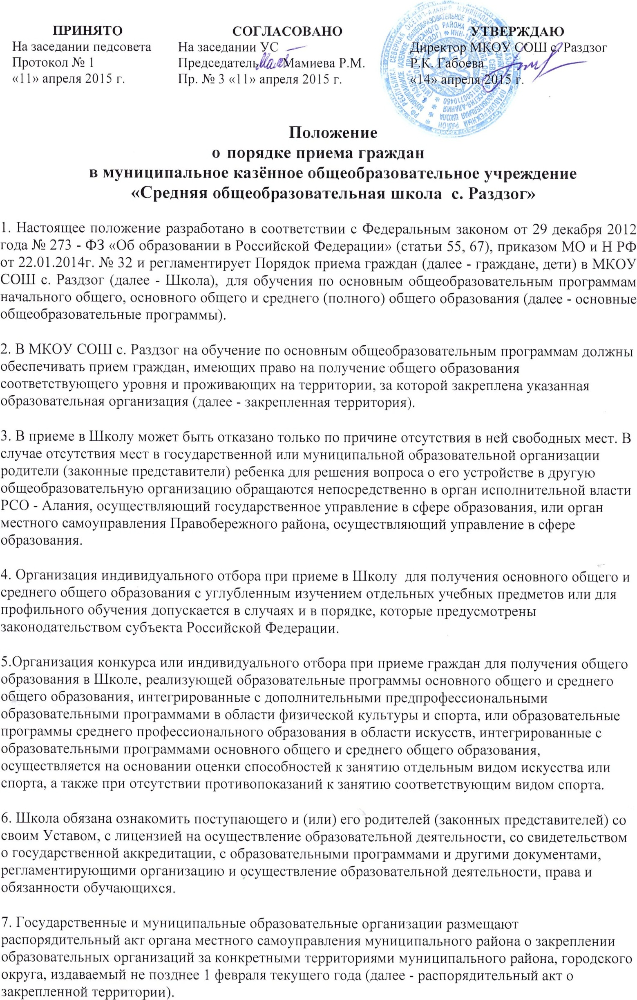 ПРИНЯТО
На заседании педсовета
Протокол № 1
«11» апреля 2015 г.
СОГЛАСОВАНО
На заседании УС
Председатель Мамиева Р.М.
Пр. № 3 «11» апреля 2015 г.
УТВЕРЖДАЮ
Директор МКОУ СОШ с. Раздзог
Р.К. Габоева
«14» апреля 2015 г.
Положение
о порядке приема граждан
в муниципальное казённое общеобразовательное учреждение
«Средняя общеобразовательная школа с. Раздзог»
1. Настоящее положение разработано в соответствии с Федеральным законом от 29 декабря 2012
года № 273 - ФЗ «Об образовании в Российской Федерации» (статьи 55, 67), приказом МО и Н РФ
от 22.01.2014г. № 32 и регламентирует Порядок приема граждан (далее - граждане, дети) в МКОУ
СОШ с. Раздзог (далее - Школа), для обучения по основным общеобразовательным программам
начального общего, основного общего и среднего (полного) общего образования (далее - основные
общеобразовательные программы).
2. В МКОУ СОШ с. Раздзог на обучение по основным общеобразовательным программам должны
обеспечивать прием граждан, имеющих право на получение общего образования
соответствующего уровня и проживающих на территории, за которой закреплена указанная
образовательная организация (далее - закрепленная территория).
3. В приеме в Школу может быть отказано только по причине отсутствия в ней свободных мест. В
случае отсутствия мест в государственной или муниципальной образовательной организации
родители (законные представители) ребенка для решения вопроса о его устройстве в другую
общеобразовательную организацию обращаются непосредственно в орган исполнительной власти
РСО - Алания, осуществляющий государственное управление в сфере образования, или орган
местного самоуправления Правобережного района, осуществляющий управление в сфере
образования.
4. Организация индивидуального отбора при приеме в Школу для получения основного общего и
среднего общего образования с углубленным изучением отдельных учебных предметов или для
профильного обучения допускается в случаях и в порядке, которые предусмотрены
законодательством субъекта Российской Федерации.
5.Организация конкурса или индивидуального отбора при приеме граждан для получения общего
образования в Школе, реализующей образовательные программы основного общего и среднего
общего образования, интегрированные с дополнительными предпрофессиональными
образовательными программами в области физической культуры и спорта, или образовательные
программы среднего профессионального образования в области искусств, интегрированные с
образовательными программами основного общего и среднего общего образования,
осуществляется на основании оценки способностей к занятию отдельным видом искусства или
спорта, а также при отсутствии противопоказаний к занятию соответствующим видом спорта.
6. Школа обязана ознакомить поступающего и (или) его родителей (законных представителей) со
своим Уставом, с лицензией на осуществление образовательной деятельности, со свидетельством
о государственной аккредитации, с образовательными программами и другими документами,
регламентирующими организацию и осуществление образовательной деятельности, права и
обязанности обучающихся.
7. Государственные и муниципальные образовательные организации размещают
распорядительный акт органа местного самоуправления муниципального района о закреплении
образовательных организаций за конкретными территориями муниципального района, городского
округа, издаваемый не позднее 1 февраля текущего года (далее - распорядительный акт о
закрепленной территории).